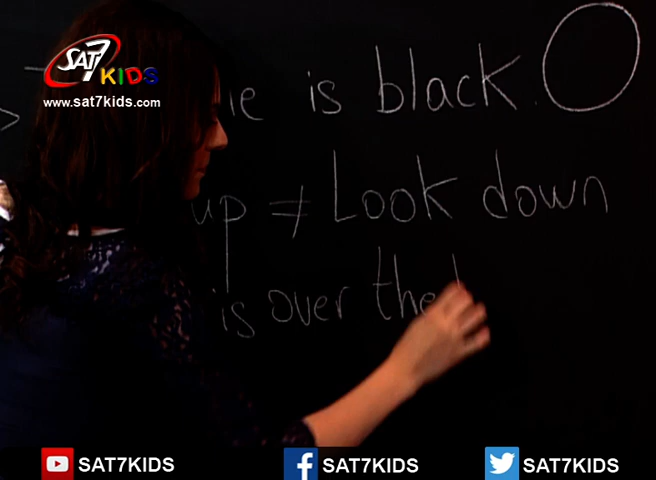 SAT7 KIDS
www.sat7kids.com
is black.
up ≠ Look down
is over the
SAT7KIDS SAT7KIDS SAT7KIDS